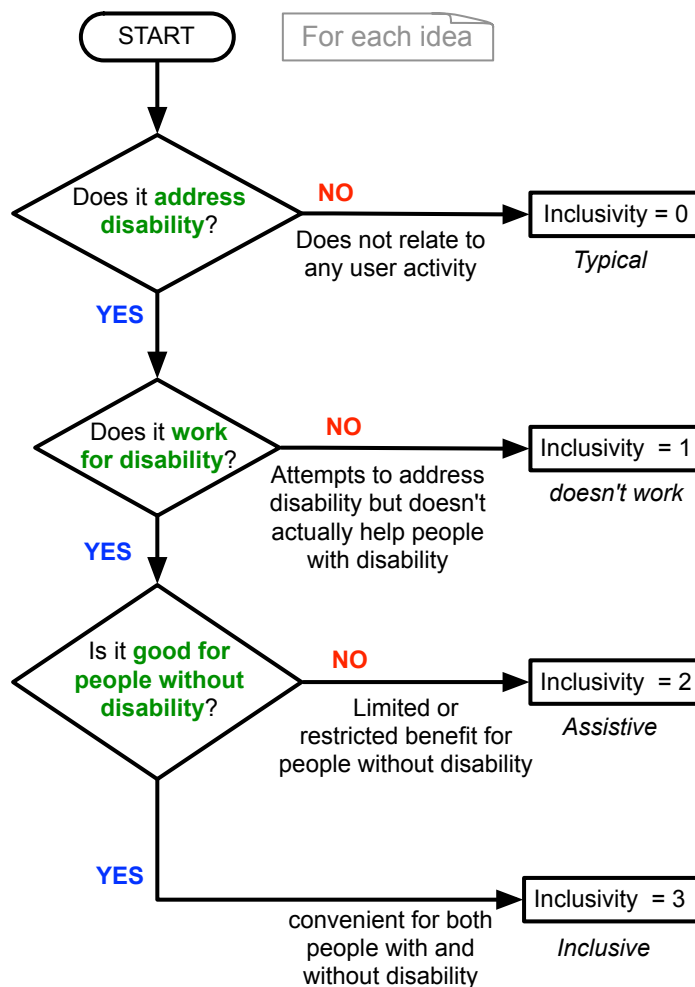 START
For each idea
Does it address
disability?
NO
Does not relate to
any user activity
Inclusivity = 0
Typical
YES
Does it work
for disability?
NO
Attempts to address
disability but doesn't
actually help people
with disability
Inclusivity = 1
doesn't work
YES
Is it good for
people without
disability?
NO
Limited or
restricted benefit for
people without disability
Inclusivity = 2
Assistive
YES
convenient for both
people with and
without disability
Inclusivity = 3
Inclusive